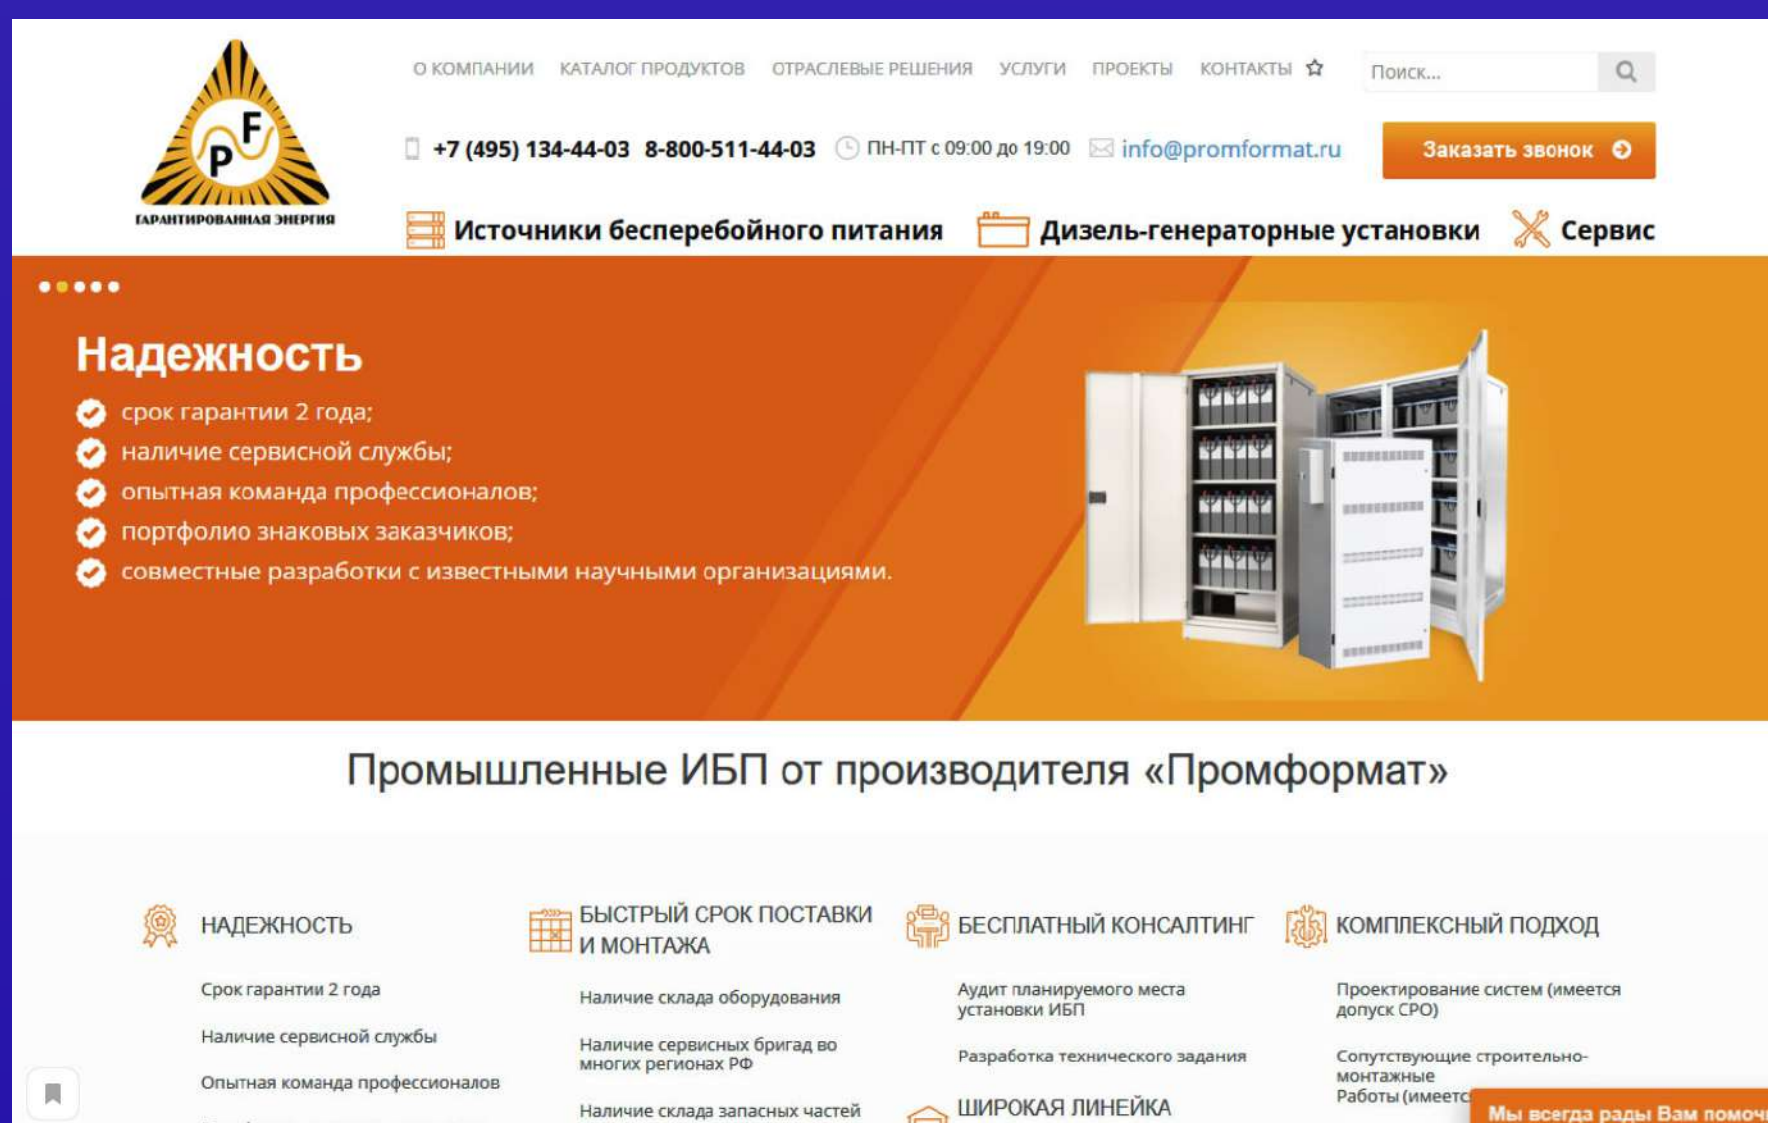 О КОМПАНИИ КАТАЛОГ ПРОДУКТОВ ОТРАСЛЕВЫЕ РЕШЕНИЯ УСЛУГИ ПРОЕКТЫ КОНТАКТЫ Поиск...
PF
ГАРАНТИРОВАННАЯ ЭНЕРГИЯ
+7 (495) 134-44-03 8-800-511-44-03 ПН-ПТ с 09:00 до 19:00 info@promformat.ru Заказать звонок
Источники бесперебойного питания Дизель-генераторные установки Сервис
Надежность
срок гарантии 2 года;
наличие сервисной службы;
опытная команда профессионалов;
портфолио знаковых заказчиков;
совместные разработки с известными научными организациями.
Промышленные ИБП от производителя «Промформат»
НАДЕЖНОСТЬ
Срок гарантии 2 года
Наличие сервисной службы
Опытная команда профессионалов
БЫСТРЫЙ СРОК ПОСТАВКИ
И МОНТАЖА
Наличие склада оборудования
Наличие сервисных бригад во
многих регионах РФ
Наличие склада запасных частей
БЕСПЛАТНЫЙ КОНСАЛТИНГ
Аудит планируемого места
установки ИБП
Разработка технического задания
ШИРОКАЯ ЛИНЕЙКА
КОМПЛЕКСНЫЙ ПОДХОД
Проектирование систем (имеется
допуск СРО)
Сопутствующие строительно-
монтажные
Работы (имеетс
Мы всегда рады Вам помоч